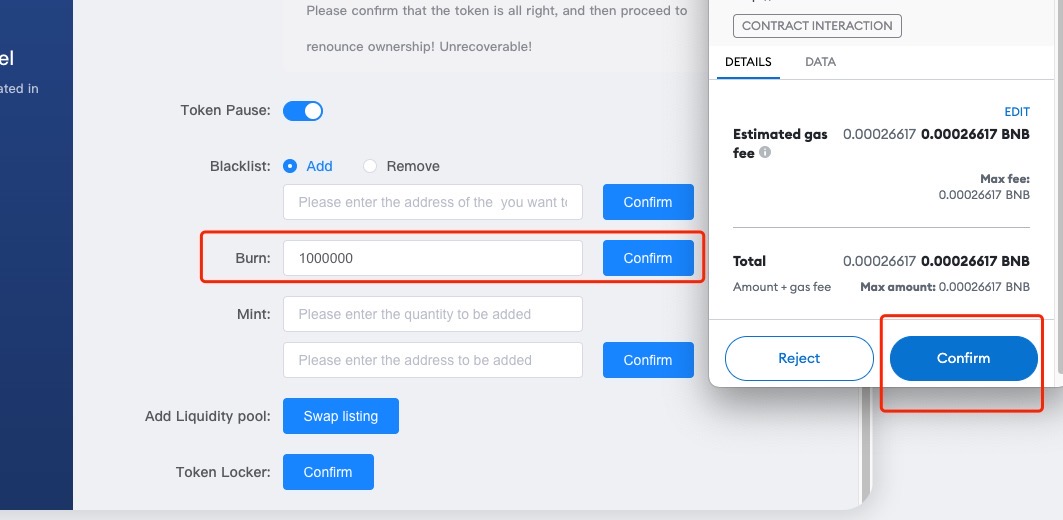 el
ated in
Please confirm that the token is all right, and then proceed to
renounce ownership! Unrecoverable!
Token Pause:
Blacklist: Add Remove
Please enter the address of the you want to Confirm
Burn: 1000000 Confirm
Mint: Please enter the quantity to be added
Please enter the address to be added Confirm
Add Liquidity pool: Swap listing
Token Locker: Confirm
CONTRACT INTERACTION
DETAILS DATA
EDIT
Estimated gas 0.00026617 0.00026617 BNB
fee
Max fee:
0.00026617 BNB
Total 0.00026617 0.00026617 BNB
Amount + gas fee Max amount: 0.00026617 BNB
Reject Confirm